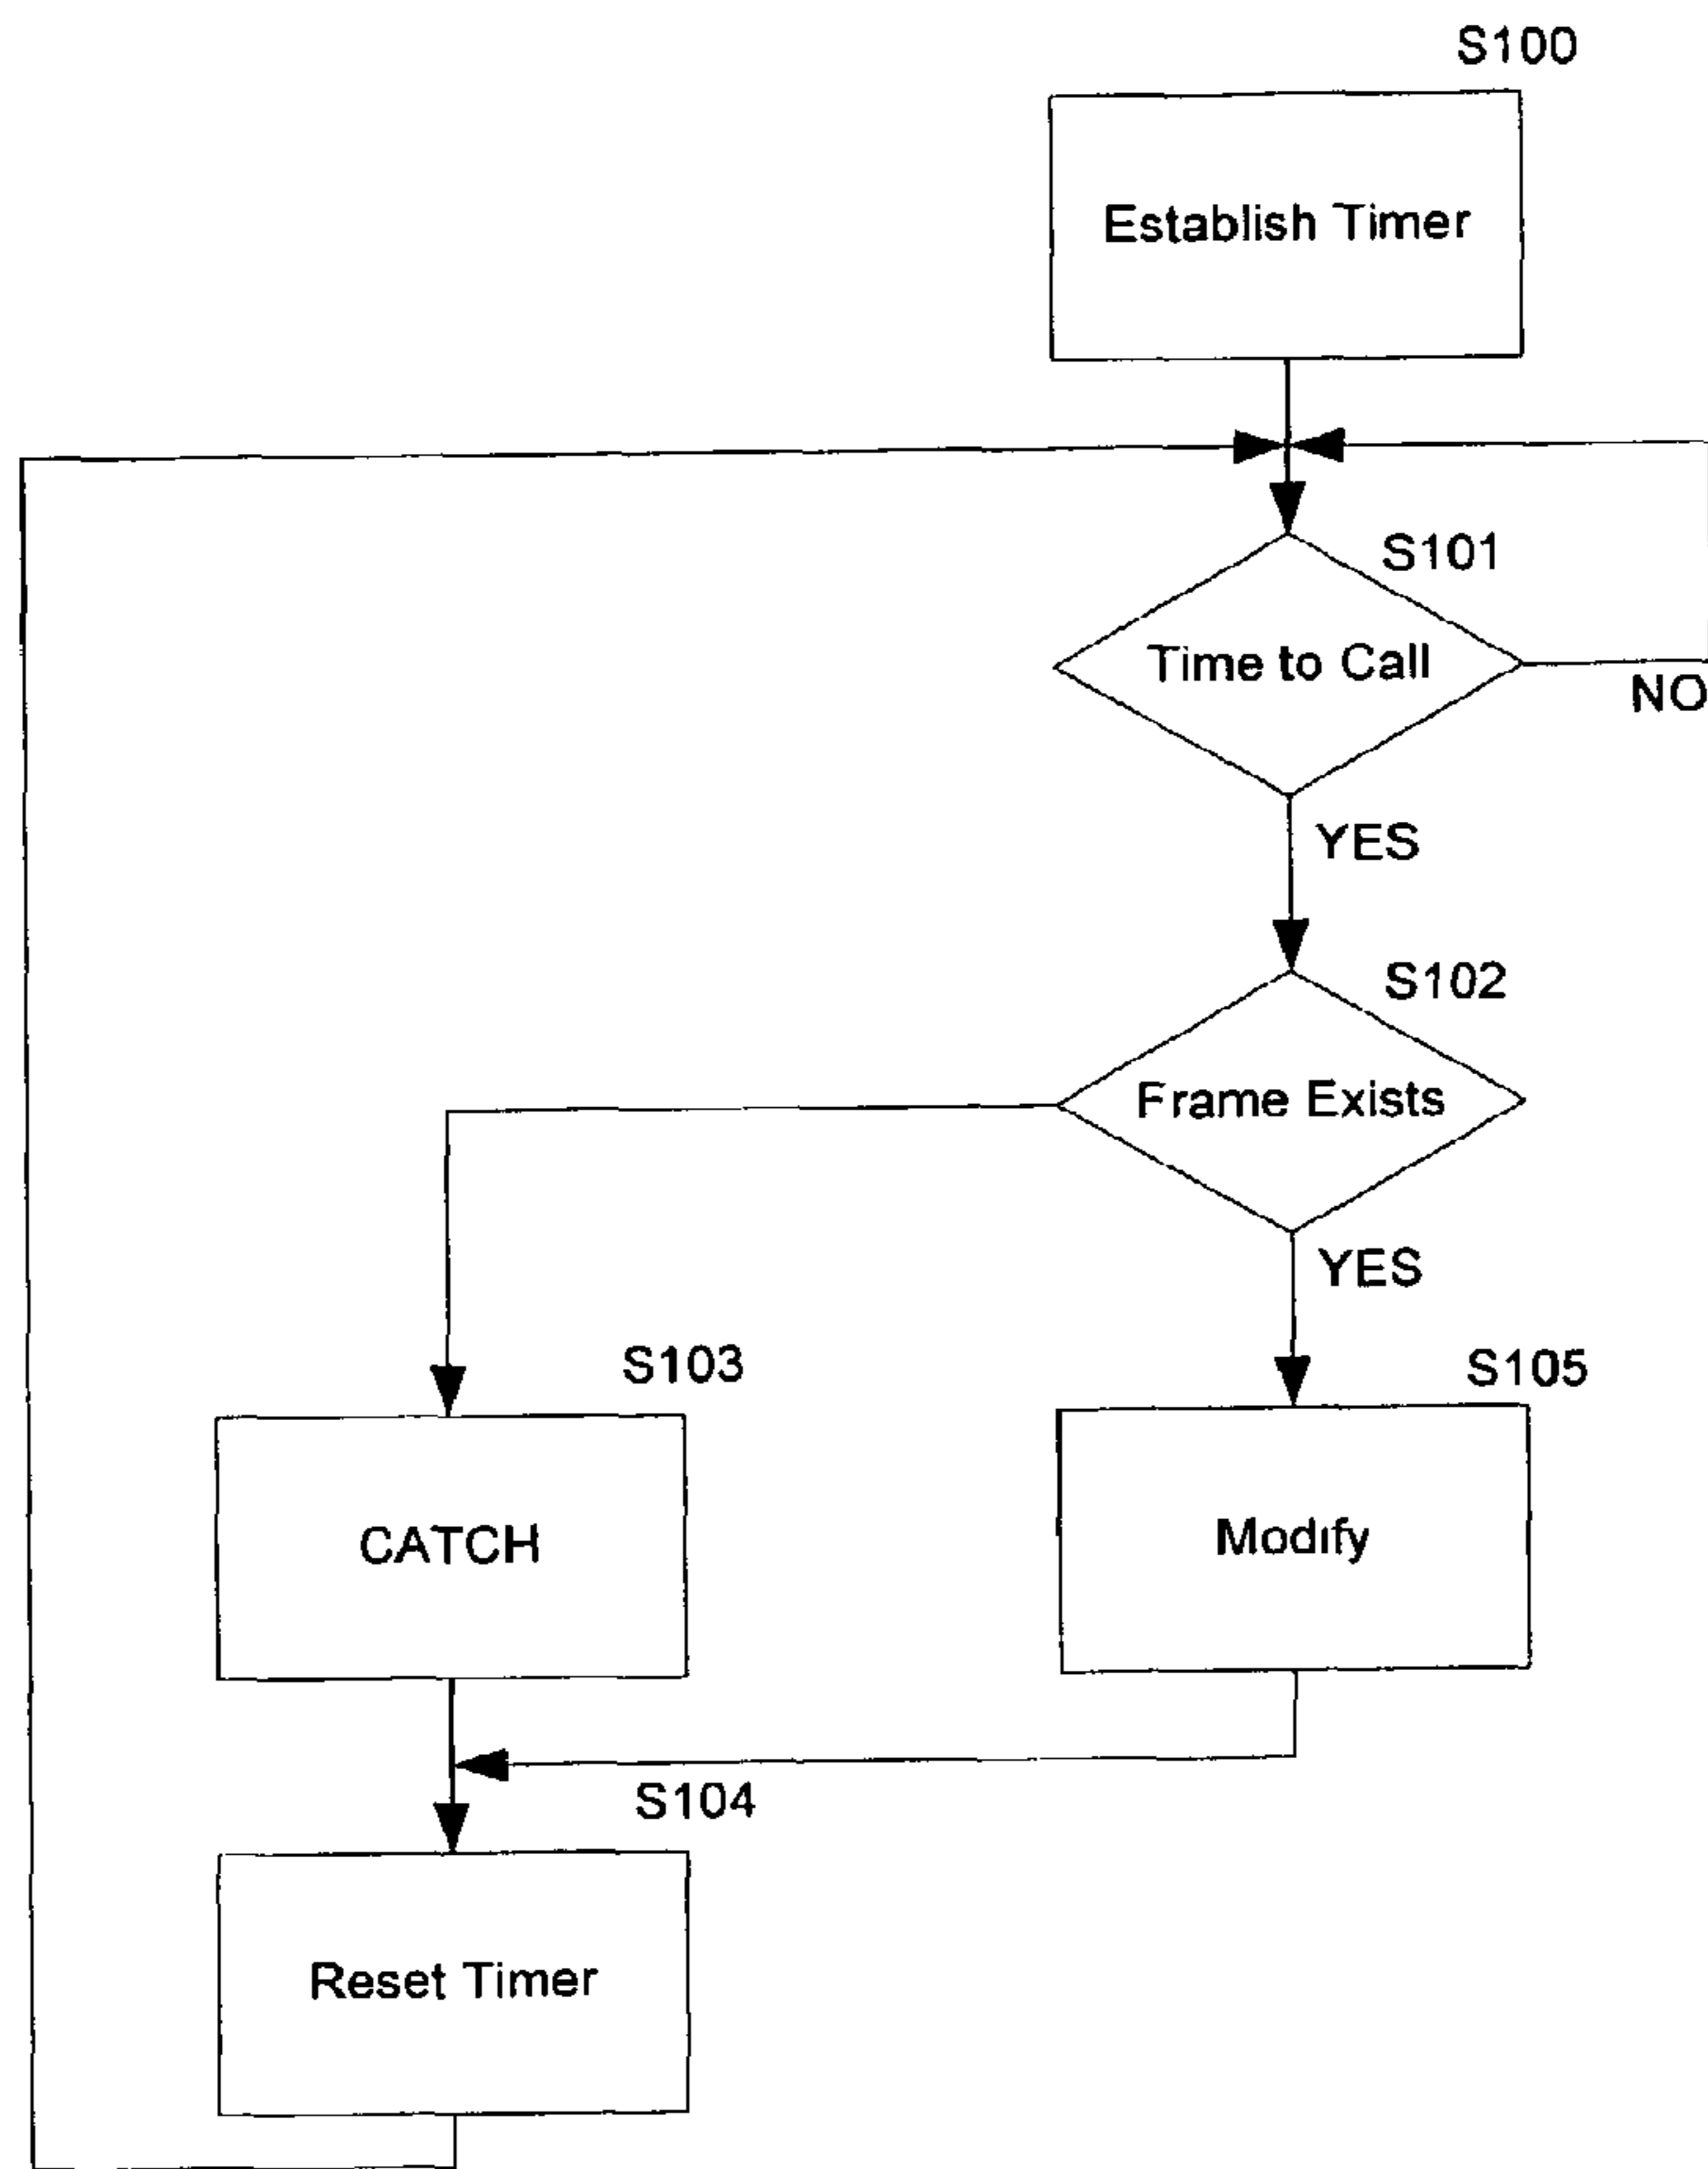 S100
Establish Timer
S101
Time to Call
NO
YES
S102
Frame Exists
YES
S103
S105
CATCH
Modify
S104
Reset Timer